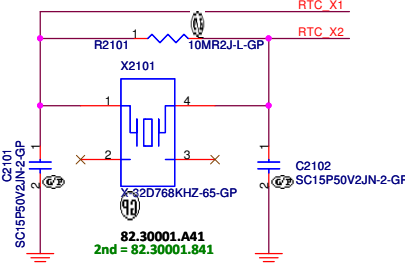 RTC_X1
RTC_X2
R2101
1
10MR2J-L-GP
X2101
1
4
2
3
X-32D768KHZ-65-GP
C2101
SC15P50V2JN-2-GP
1
2
G/P
C2102
SC15P50V2JN-2-GP
1
2
G/P
GP
82.30001.A41
2nd = 82.30001.841